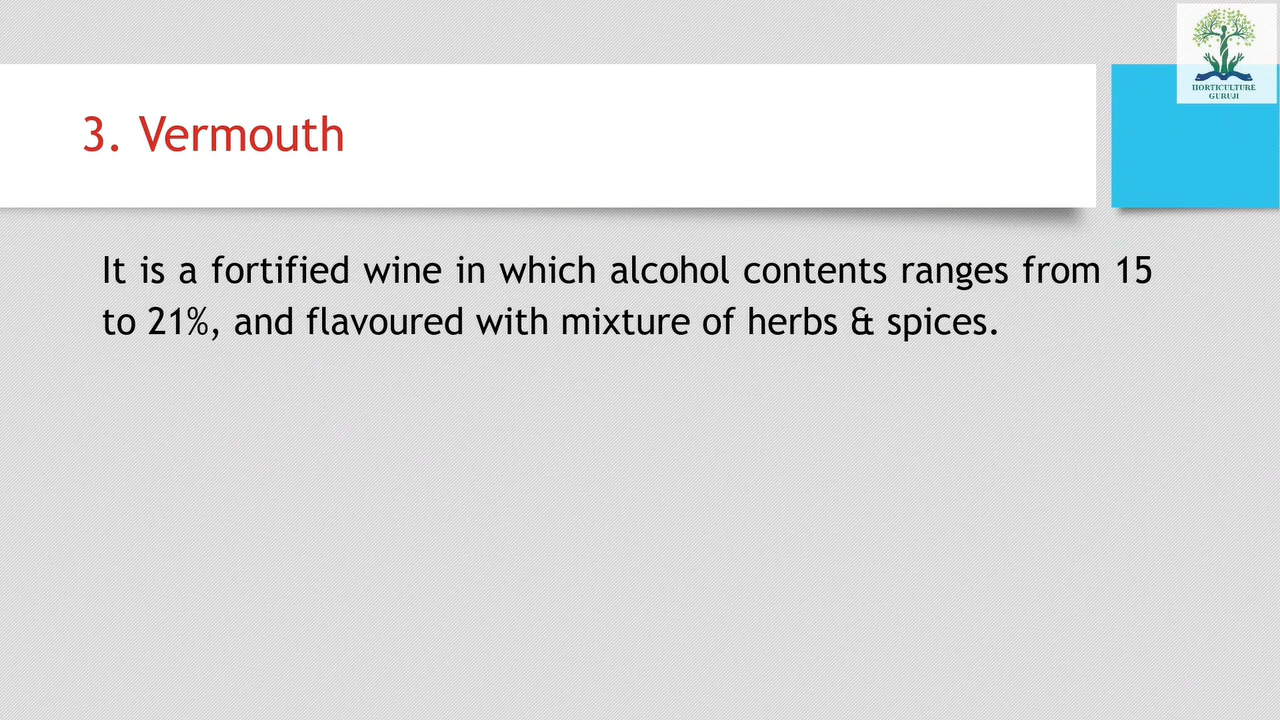 HORTICULTURE
GURUJI
3. Vermouth
It is a fortified wine in which alcohol contents ranges from 15
to 21%, and flavoured with mixture of herbs & spices.